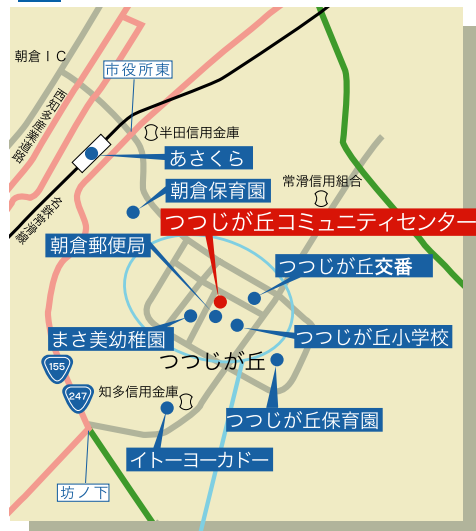 朝倉ＩＣ
市役所東
西知多産業道路
半田信用金庫
あさくら
朝倉保育園
常滑信用組合
名鉄常滑線
つつじが丘コミュニティセンター
朝倉郵便局
つつじが丘交番
まさ美幼稚園
つつじが丘小学校
つつじが丘
155
247
知多信用金庫
つつじが丘保育園
イトーヨーカドー
坊ノ下